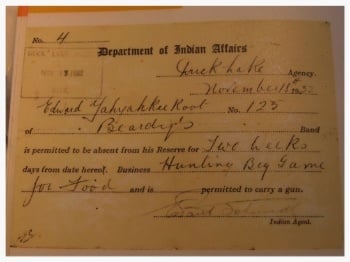 No. 4
Department of Indian Affairs
Duck Lake Agency.
November 18th 1932
Edward Yahyahkeekoot No. 123
of Beardy's Band
is permitted to be absent from his Reserve for Two Weeks
days from date hereof. Business Hunting Big Game
for Food and is permitted to carry a gun.
Indian Agent.